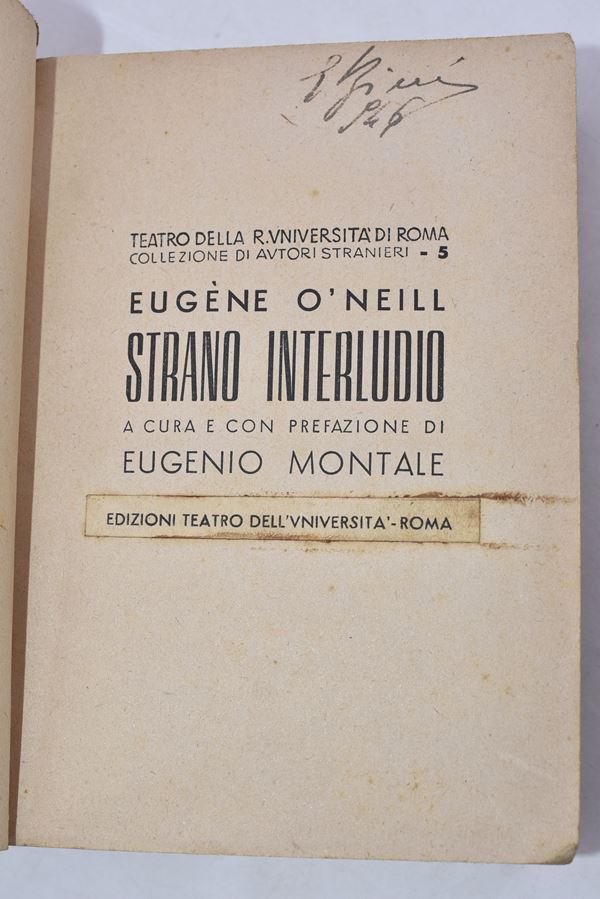 946
TEATRO DELLA R. VNIVERSITA' DI ROMA
COLLEZIONE DI AVTORI STRANIERI - 5
EUGÈNE O'NEILL
STRANO INTERLUDIO
A CURA E CON PREFAZIONE DI
EUGENIO MONTALE
EDIZIONI TEATRO DELL'VNIVERSITA'-ROMA